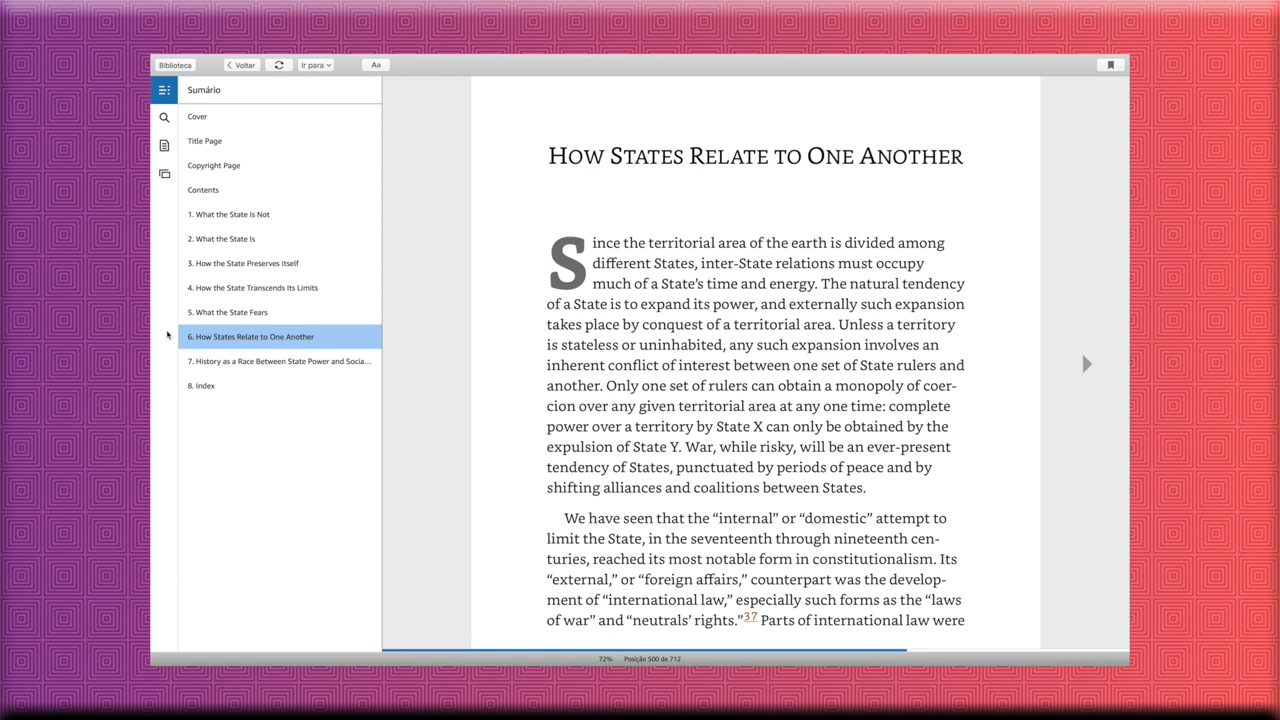 Biblioteca
Voltar
Ir para
Aa
Sumário
Cover
Title Page
Copyright Page
Contents
1. What the State Is Not
2. What the State Is
3. How the State Preserves Itself
4. How the State Transcends Its Limits
5. What the State Fears
6. How States Relate to One Another
7. History as a Race Between State Power and Socia...
8. Index
How States Relate to One Another
Since the territorial area of the earth is divided among
different States, inter-State relations must occupy
much of a State’s time and energy. The natural tendency
of a State is to expand its power, and externally such expansion
takes place by conquest of a territorial area. Unless a territory
is stateless or uninhabited, any such expansion involves an
inherent conflict of interest between one set of State rulers and
another. Only one set of rulers can obtain a monopoly of coer-
cion over any given territorial area at any one time: complete
power over a territory by State X can only be obtained by the
expulsion of State Y. War, while risky, will be an ever-present
tendency of States, punctuated by periods of peace and by
shifting alliances and coalitions between States.
We have seen that the “internal” or “domestic” attempt to
limit the State, in the seventeenth through nineteenth cen-
turies, reached its most notable form in constitutionalism. Its
“external,” or “foreign affairs,” counterpart was the develop-
ment of “international law,” especially such forms as the “laws
of war” and “neutrals’ rights.”37 Parts of international law were
72% Posição 500 de 712